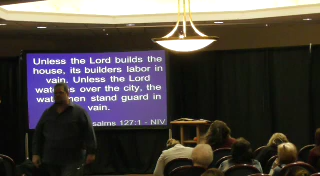 Unless the Lord builds the
house, its builders labor in
vain. Unless the Lord
over the city, the
stand guard in
vain.
salms 127:1 - NIV